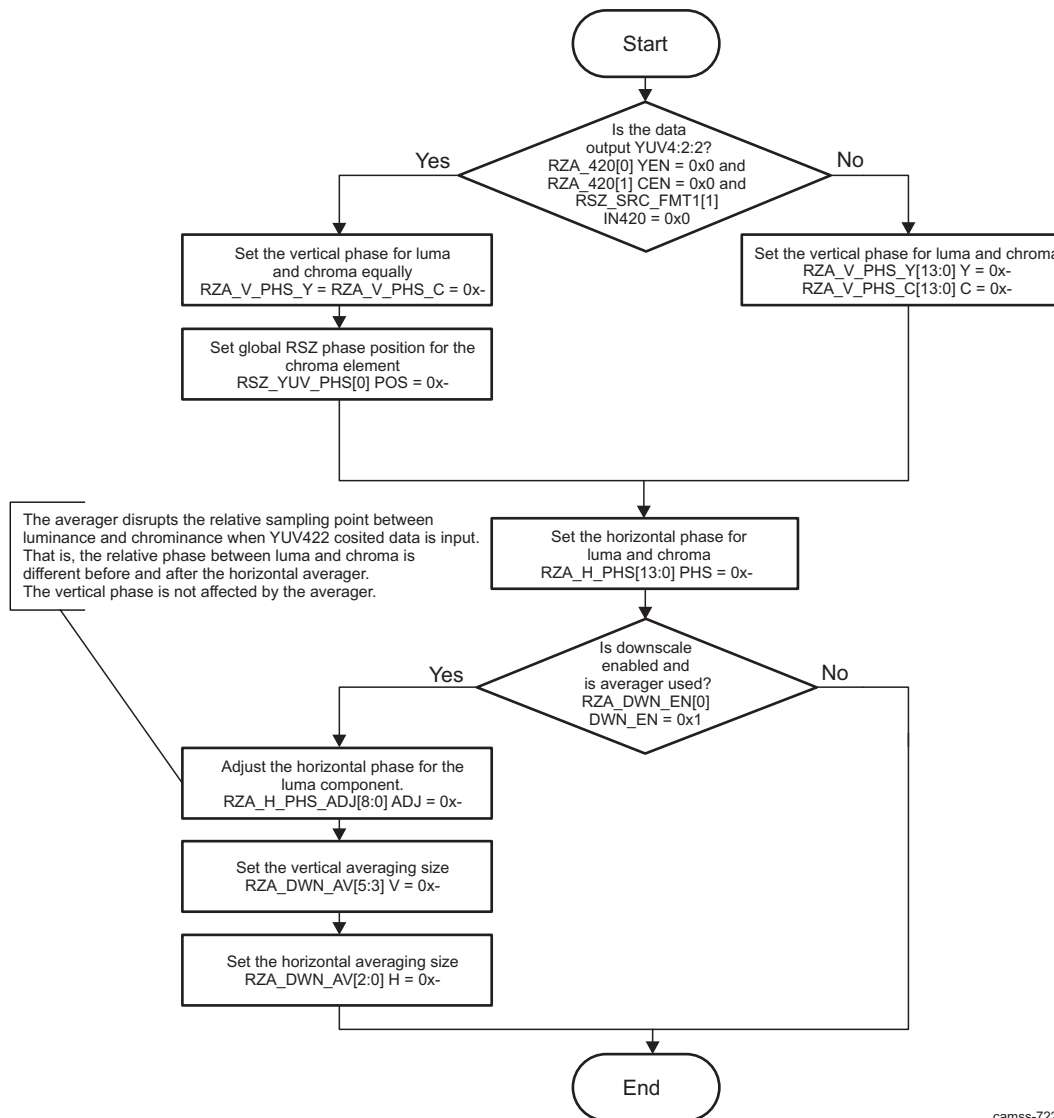 Start
Is the data
output YUV4:2:2?
RZA_420[0] YEN = 0x0 and
RZA_420[1] CEN = 0x0 and
RSZ_SRC_FMT1[1]
IN420 = 0x0
Yes
No
Set the vertical phase for luma
and chroma equally
RZA_V_PHS_Y = RZA_V_PHS_C = 0x-
Set the vertical phase for luma and chroma
RZA_V_PHS_Y[13:0] Y = 0x-
RZA_V_PHS_C[13:0] C = 0x-
Set global RSZ phase position for the
chroma element
RSZ_YUV_PHS[0] POS = 0x-
The averager disrupts the relative sampling point between
luminance and chrominance when YUV422 cosited data is input.
That is, the relative phase between luma and chroma is
different before and after the horizontal averager.
The vertical phase is not affected by the averager.
Set the horizontal phase for
luma and chroma
RZA_H_PHS[13:0] PHS = 0x-
Is downscale
enabled and
is averager used?
RZA_DWN_EN[0]
DWN_EN = 0x1
Yes
No
Adjust the horizontal phase for the
luma component.
RZA_H_PHS_ADJ[8:0] ADJ = 0x-
Set the vertical averaging size
RZA_DWN_AV[5:3] V = 0x-
Set the horizontal averaging size
RZA_DWN_AV[2:0] H = 0x-
End